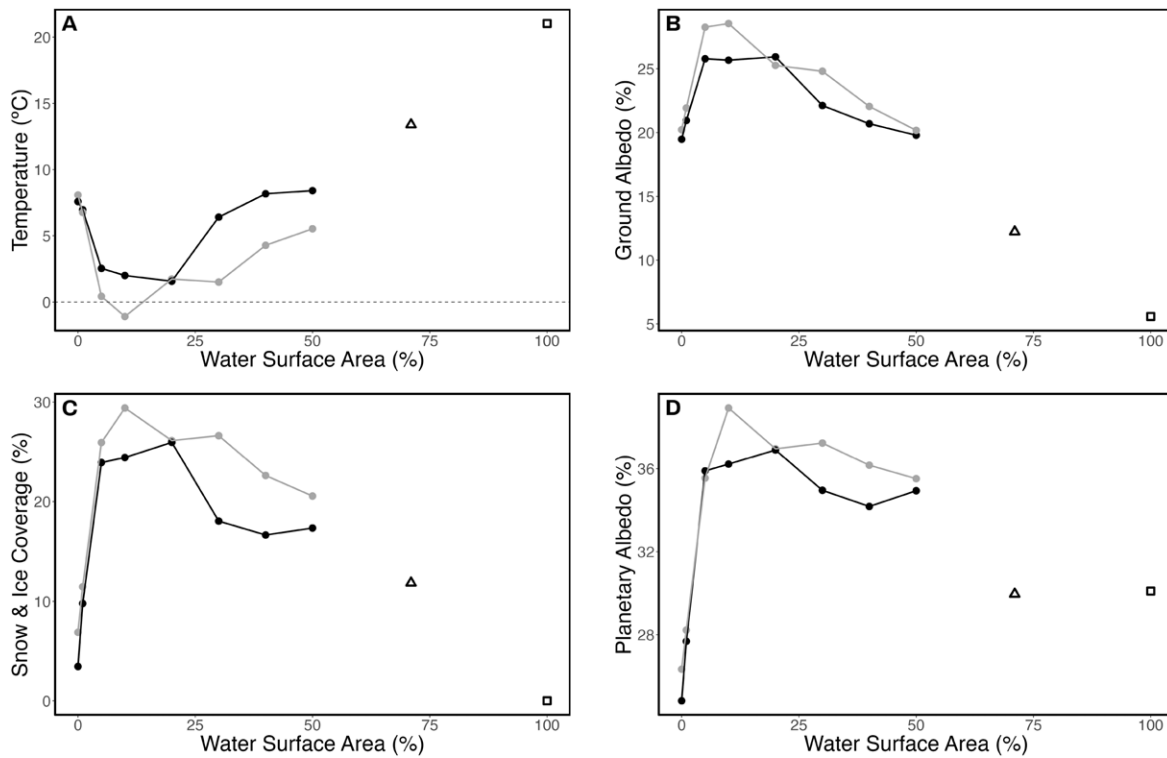 A
Temperature (ºC)
20
15
10
5
0
0 25 50 75 100
Water Surface Area (%)
B
Ground Albedo (%)
25
20
15
10
5
0 25 50 75 100
Water Surface Area (%)
C
Snow & Ice Coverage (%)
30
20
10
0
0 25 50 75 100
Water Surface Area (%)
D
Planetary Albedo (%)
36
32
28
0 25 50 75 100
Water Surface Area (%)